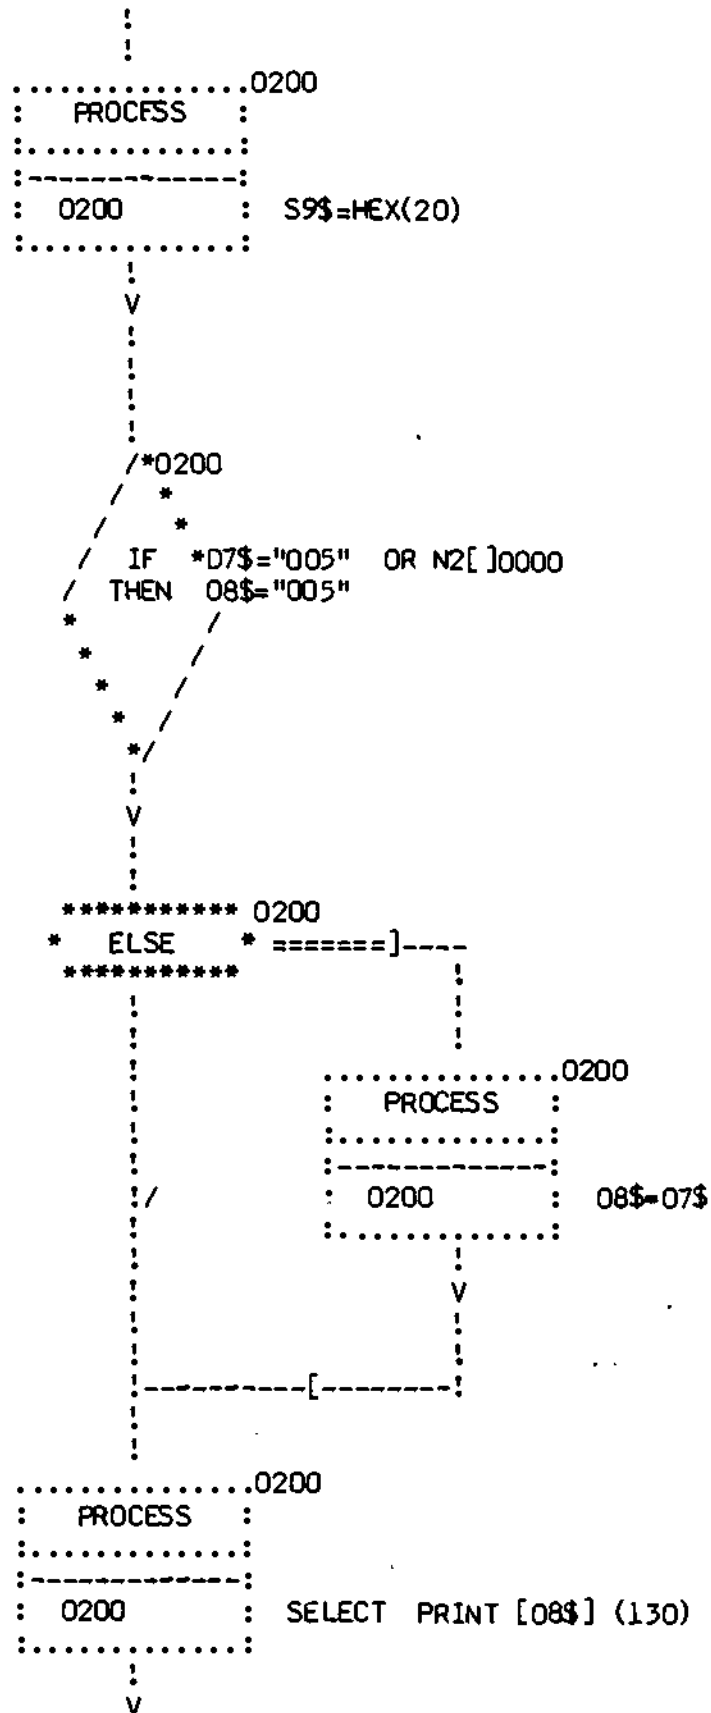 0200
PROCESS
0200 S9$=HEX(20)
V
*0200
IF *D7$="005" OR N2[ ]0000
THEN 08$="005"
V
*********** 0200
* ELSE * =======]----
***********
0200
PROCESS
0200 08$=07$
V
[
0200
PROCESS
0200 SELECT PRINT [08$] (130)
V